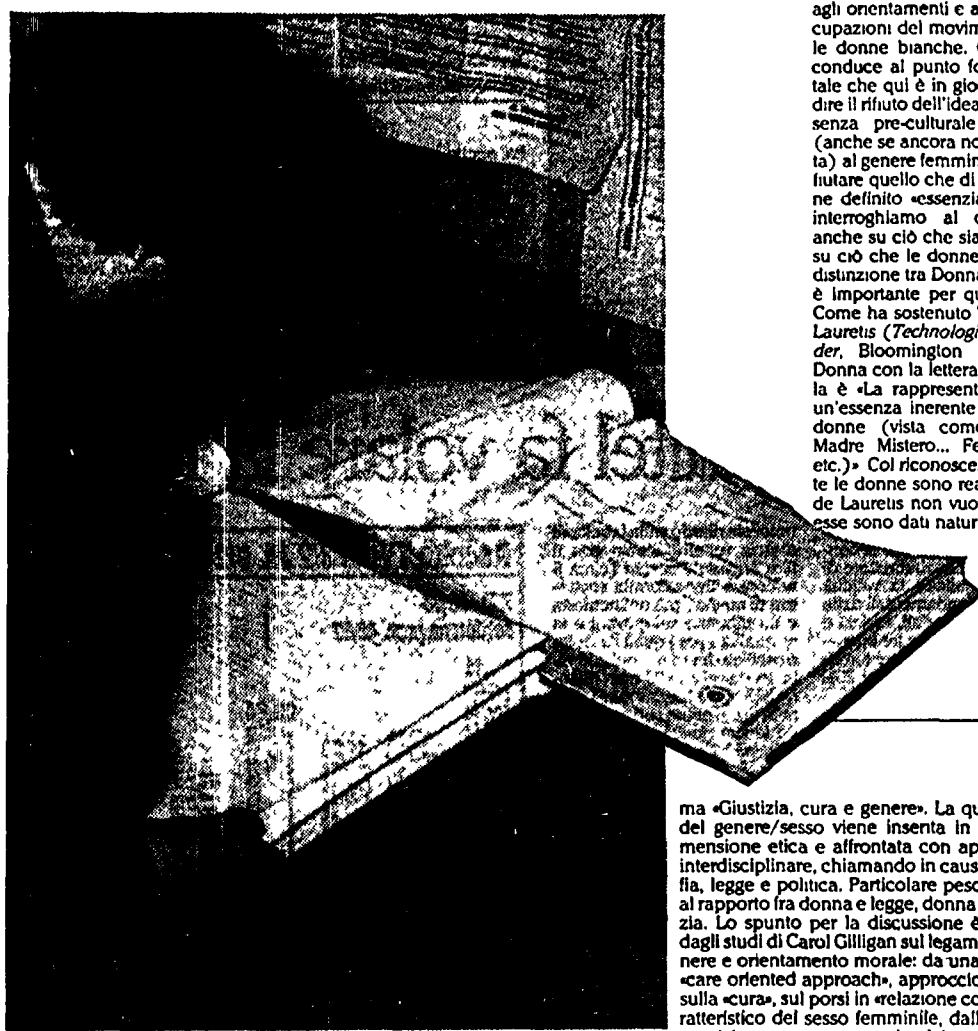 agli orientamenti e a
cupazioni del movim
le donne bianche.
conduce al punto fo
tale che qui è in gio
dire il rifiuto dell'idea
senza pre-culturale
(anche se ancora no
ta) al genere femmin
fiutare quello che di
ne definito «essenzia
interroghiamo al
anche su ciò che sia
su ciò che le donne
distinzione tra Donna
è importante per qu
Come ha sostenuto
Lauretis (Technologi
der, Bloomington
Donna con la lettera
la è «La rappresent
un'essenza inerente
donne (vista come
Madre Mistero... Fe
etc.)» Col riconosce
te le donne sono rea
de Lauretis non vuo
esse sono dati natur
ma «Giustizia, cura e genere». La qu
del genere/sesso viene inserita in
mensione etica e affrontata con ap
interdisciplinare, chiamando in caus
fia, legge e politica. Particolare peso
al rapporto fra donna e legge, donna
zia. Lo spunto per la discussione è
dagli studi di Carol Gilligan sul legam
nere e orientamento morale: da una
«care oriented approach», approccio
sulla «cura», sul porsi in «relazione co
ratteristico del sesso femminile, dall